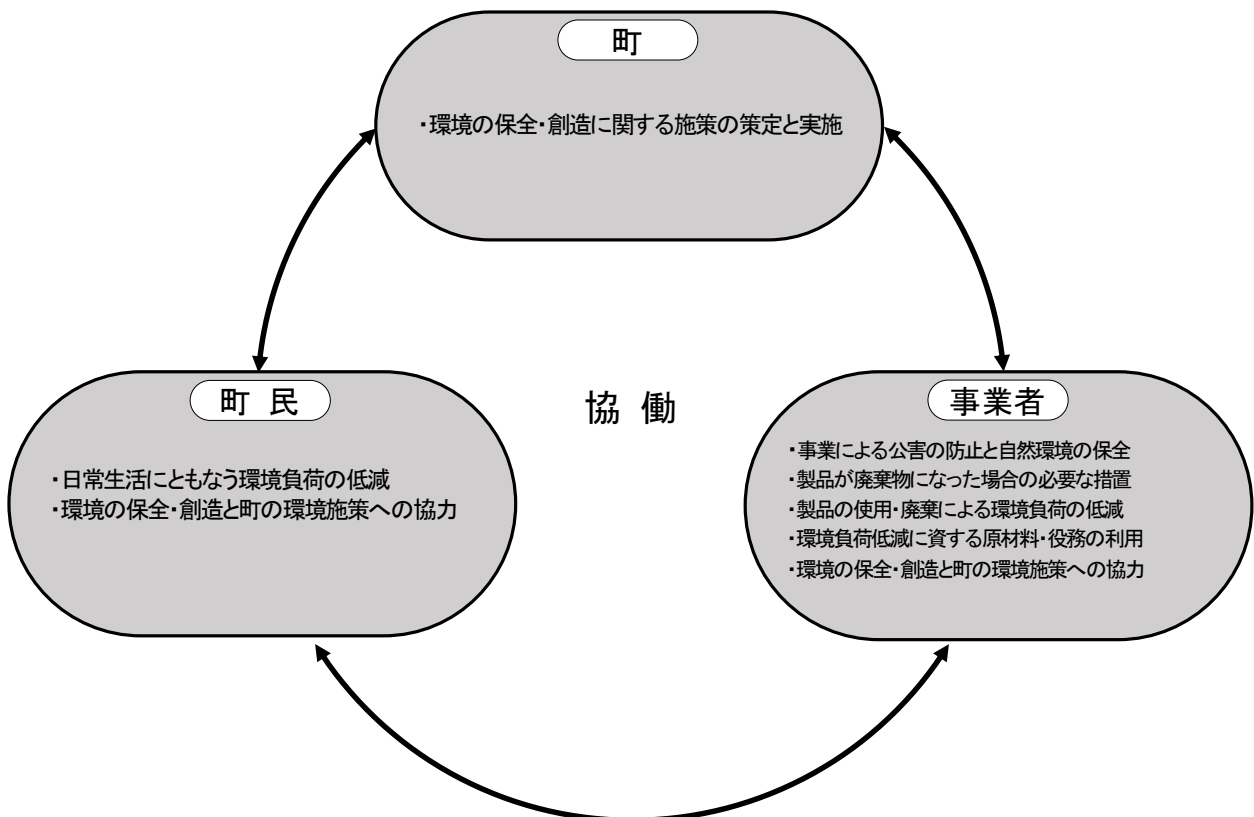 町
・環境の保全・創造に関する施策の策定と実施
協 働
町 民
・日常生活にともなう環境負荷の低減
・環境の保全・創造と町の環境施策への協力
事業者
・事業による公害の防止と自然環境の保全
・製品が廃棄物になった場合の必要な措置
・製品の使用・廃棄による環境負荷の低減
・環境負荷低減に資する原材料・役務の利用
・環境の保全・創造と町の環境施策への協力